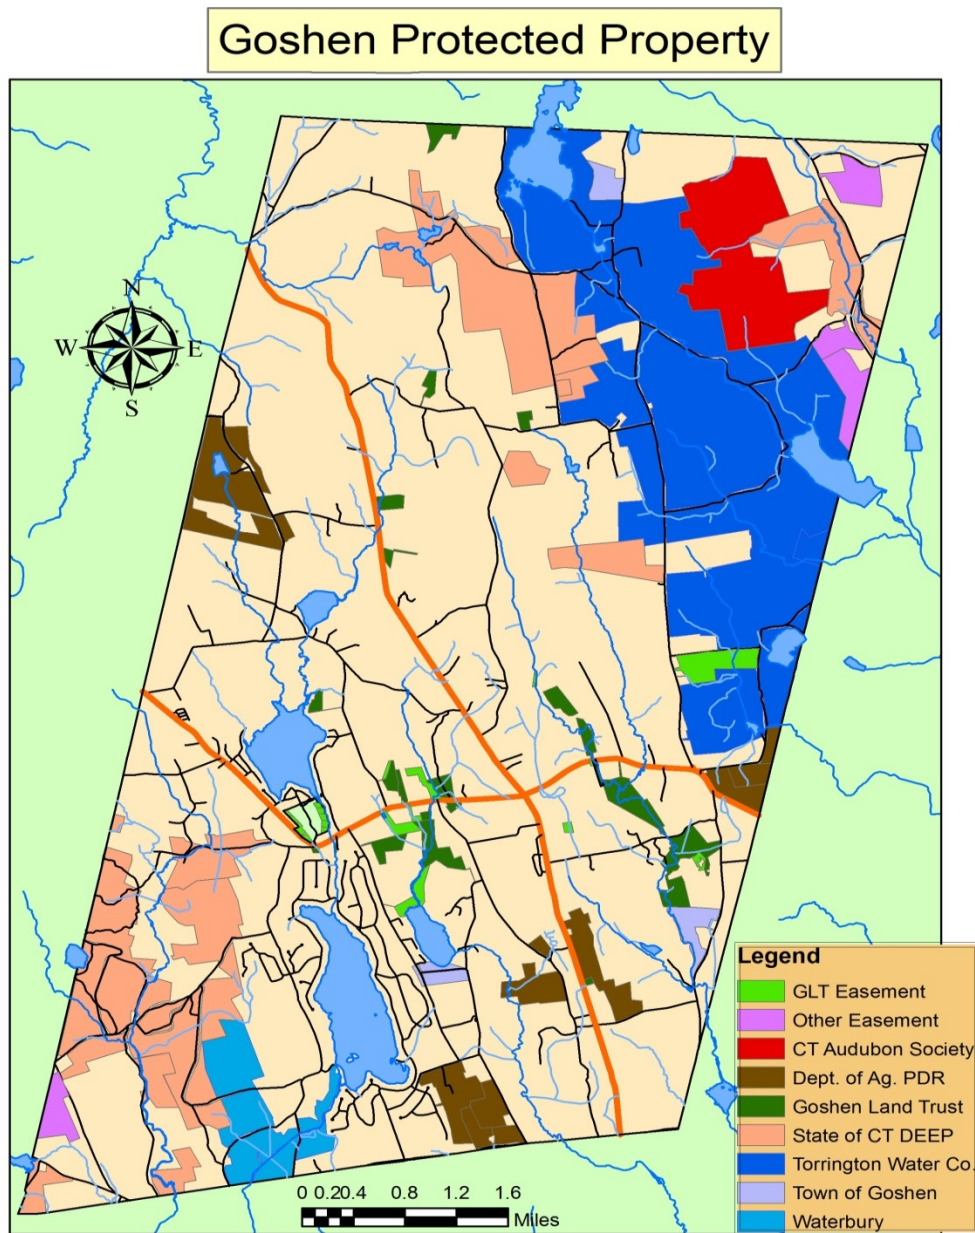 Goshen Protected Property
N
W E
S
Legend
GLT Easement
Other Easement
CT Audubon Society
Dept. of Ag. PDR
Goshen Land Trust
State of CT DEEP
Torrington Water Co.
Town of Goshen
Waterbury
0 0.20.4 0.8 1.2 1.6
Miles